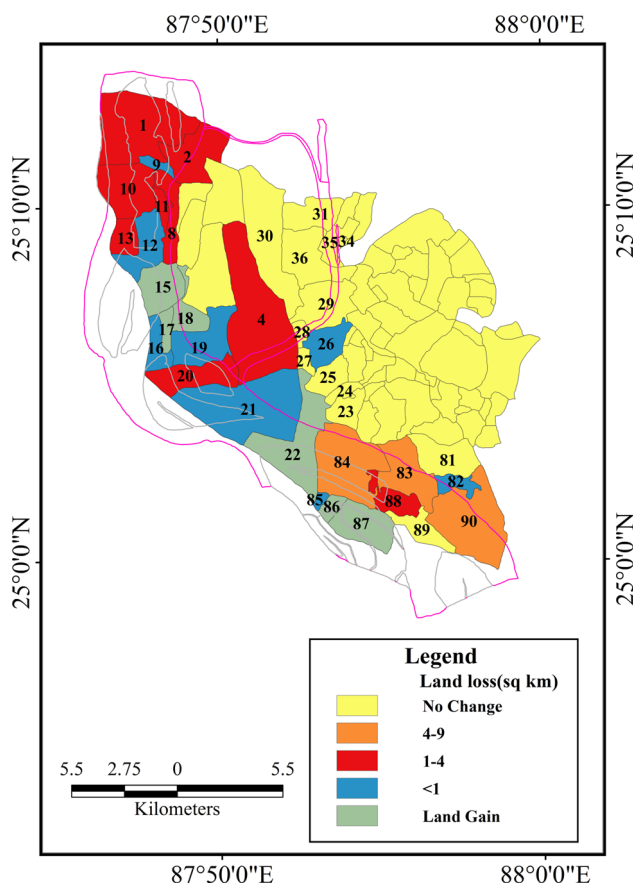 87°50'0"E 88°0'0"E
25°10'0"N 25°10'0"N
1
2
9
10
11
31
13 12 8 30 35 34
36
15
29
18
17 4 28
16 19 26
27
20 25
24
21 23
22 84 83 81
82
85 86 88
87 89 90
25°0'0"N 25°0'0"N
Legend
Land loss(sq km)
No Change
4-9
1-4
<1
Land Gain
5.5 2.75 0 5.5
Kilometers
87°50'0"E 88°0'0"E